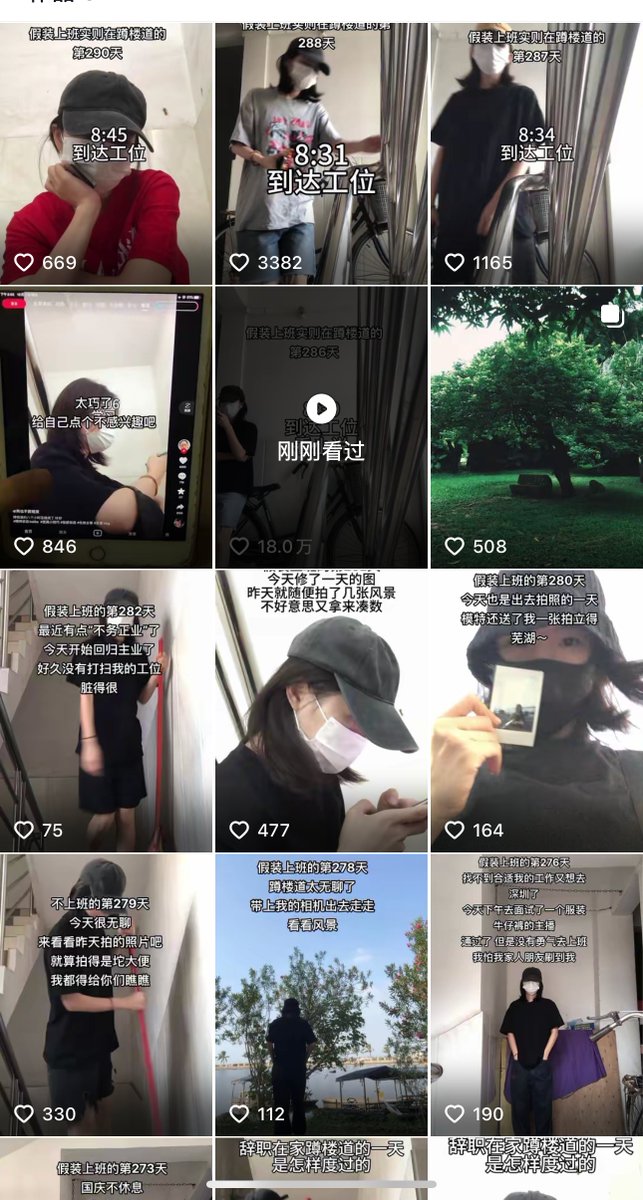 假装上班实则在蹲楼道的
第290天
8:45
到达工位
669
假装上班实则在蹲楼道的第
288天
8:31
到达工位
3382
假装上班实则在蹲楼道的
第287天
8:34
到达工位
1165
太巧了6
给自己点个不感兴趣吧
846
假装上班实则在蹲楼道的
第286天
到达工位
刚刚看过
18.0万
508
假装上班的第282天
最近有点“不务正业”了
今天开始回归主业了
好久没有打扫我的工位
脏得很
75
今天修了一天的图
昨天就随便拍了几张风景
不好意思又拿来凑数
477
假装上班的第280天
今天也是出去拍照的一天
模特还送了我一张拍立得
芜湖～
164
不上班的第279天
今天很无聊
来看看昨天拍的照片吧
就算拍得是坨大便
我都得给你们瞧瞧
330
假装上班的第278天
蹲楼道太无聊了
带上我的相机出去走走
看看风景
112
假装上班的第276天
找不到合适我的工作又想去
深圳了
今天下午去面试了一个服装
牛仔裤的主播
通过了 但是没有勇气去上班
我怕我家人朋友刷到我
190
假装上班的第273天
国庆不休息
辞职在家蹲楼道的一天
是怎样度过的
辞职在家蹲楼道的一天
是怎样度过的